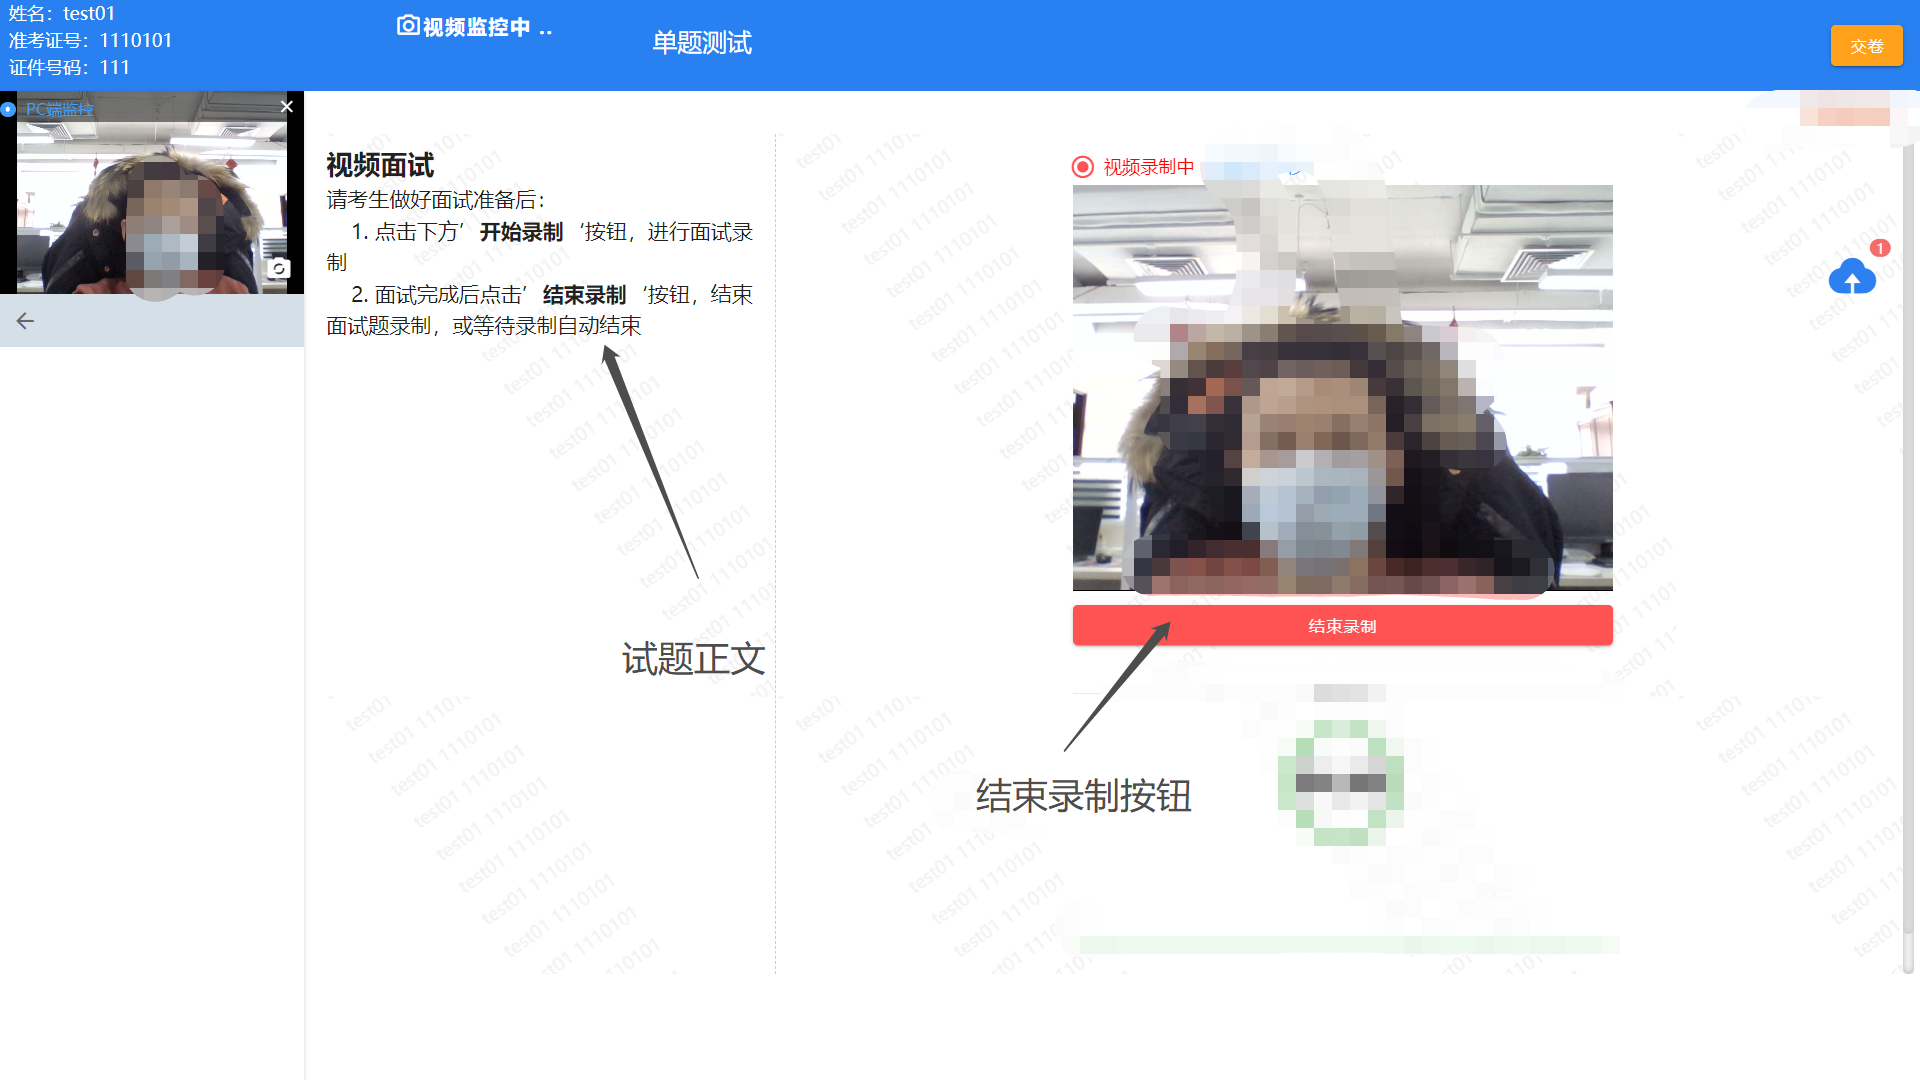 姓名：test01
准考证号：1110101
证件号码：111
视频监控中 ..
单题测试
交卷
PC端监控
视频面试
请考生做好面试准备后：
1. 点击下方’开始录制‘按钮，进行面试录
制
2. 面试完成后点击’结束录制‘按钮，结束
面试题录制，或等待录制自动结束
视频录制中
1
结束录制
试题正文
结束录制按钮
test01 1110101